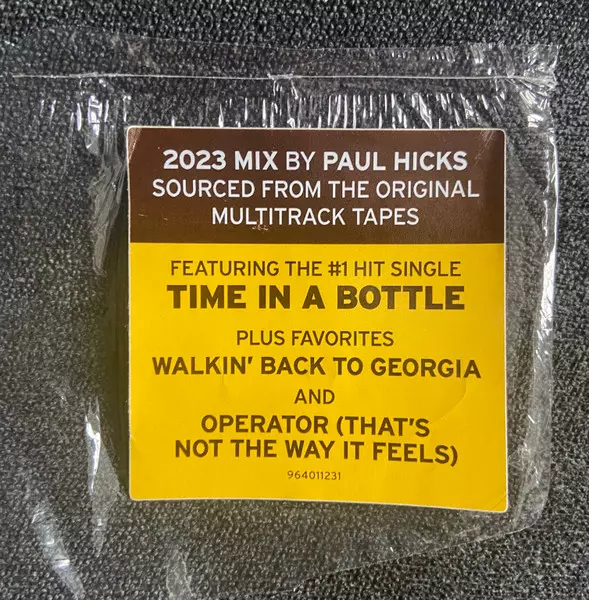 2023 MIX BY PAUL HICKS
SOURCED FROM THE ORIGINAL
MULTITRACK TAPES
FEATURING THE #1 HIT SINGLE
TIME IN A BOTTLE
PLUS FAVORITES
WALKIN' BACK TO GEORGIA
AND
OPERATOR (THAT'S
NOT THE WAY IT FEELS)
964011231